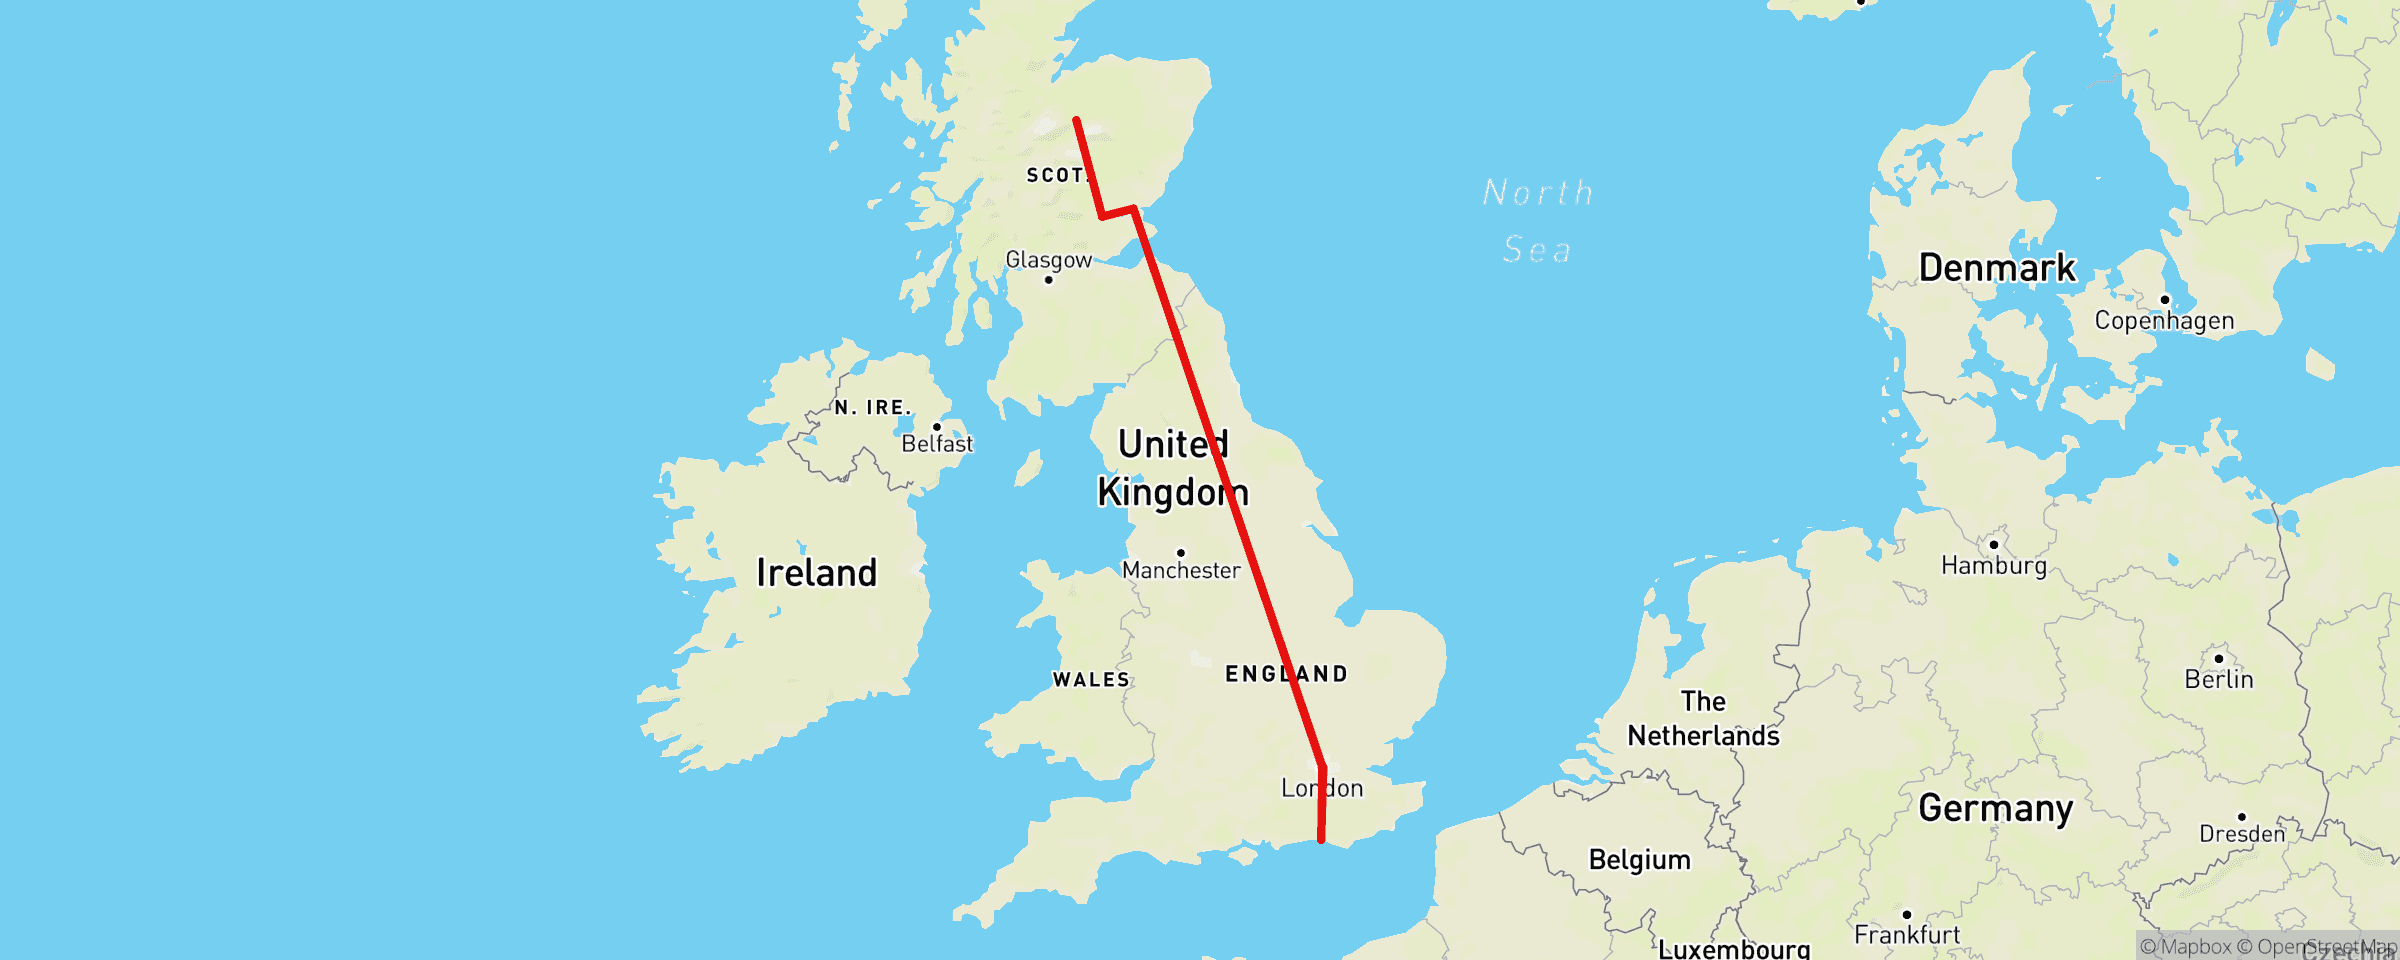 North
Sea
SCOT.
Glasgow
Denmark
Copenhagen
N. IRE.
Belfast
United
Kingdom
Ireland
Manchester
Hamburg
WALES
ENGLAND
Berlin
The
Netherlands
London
Germany
Dresden
Belgium
Frankfurt
Luxembourg
© Mapbox © OpenStreetMap
Czechia